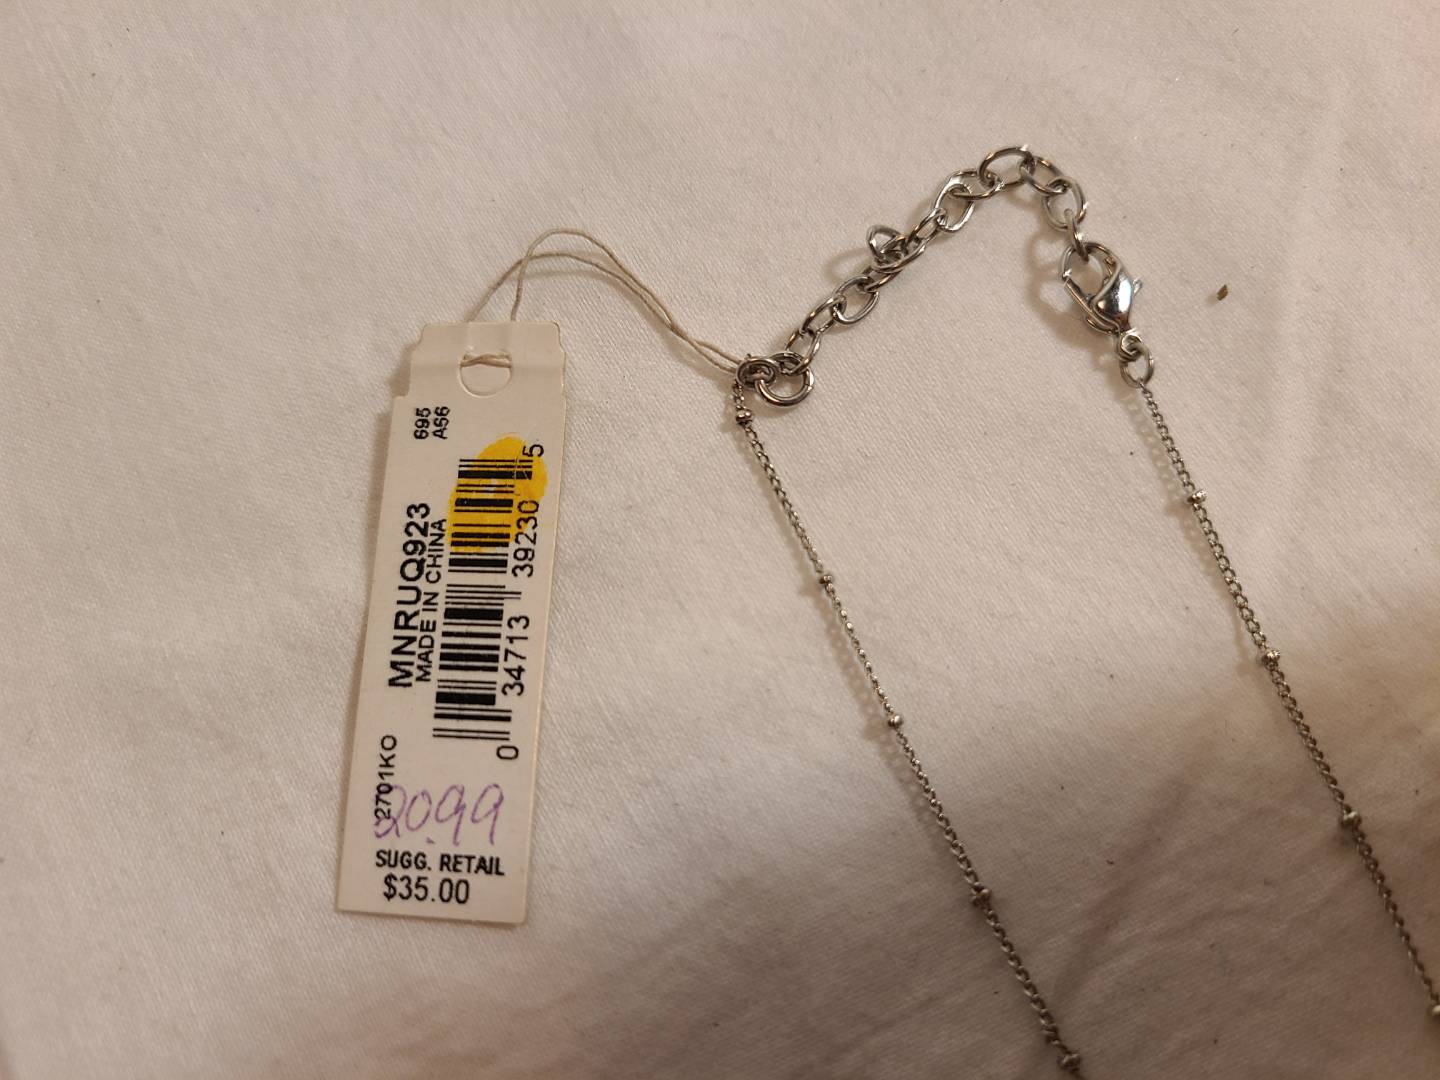 695
A56
MNRUQ923
MADE IN CHINA
0 34713 39230 5
2701KO
20.99
SUGG. RETAIL
$35.00